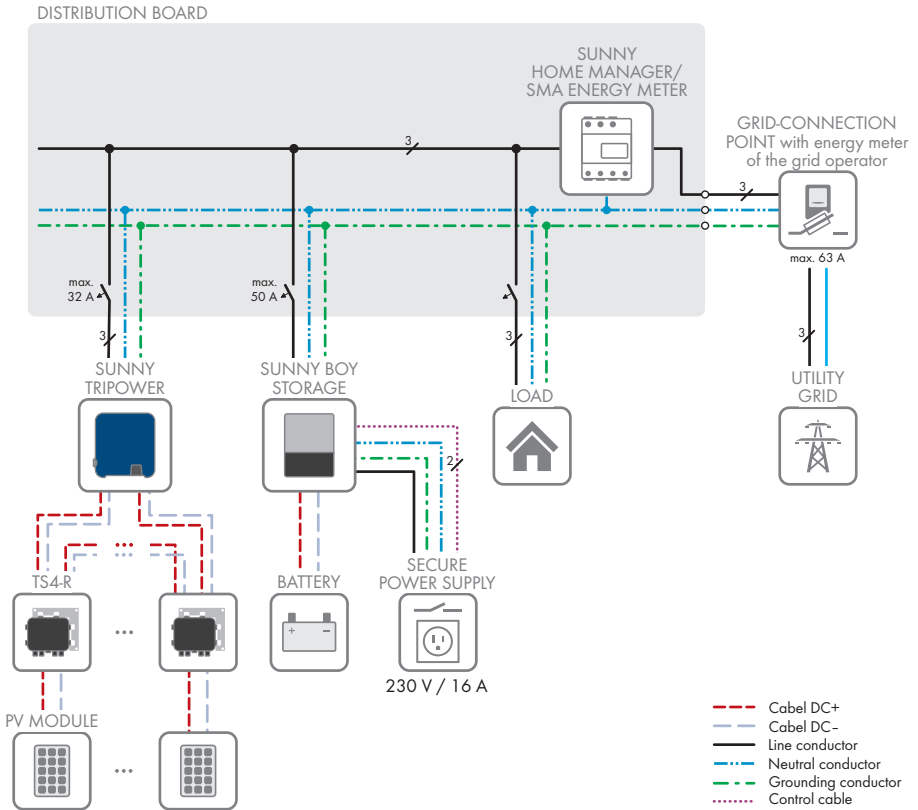 DISTRIBUTION BOARD
SUNNY
HOME MANAGER/
SMA ENERGY METER
GRID-CONNECTION
POINT with energy meter
of the grid operator
3
3
max. 63 A
max.
32 A
max.
50 A
3
3
3
SUNNY
TRIPOWER
SUNNY BOY
STORAGE
LOAD
UTILITY
GRID
2
TS4-R
BATTERY
SECURE
POWER SUPPLY
...
...
+ −
230 V / 16 A
PV MODULE
...
Cabel DC+
Cabel DC−
Line conductor
Neutral conductor
Grounding conductor
Control cable